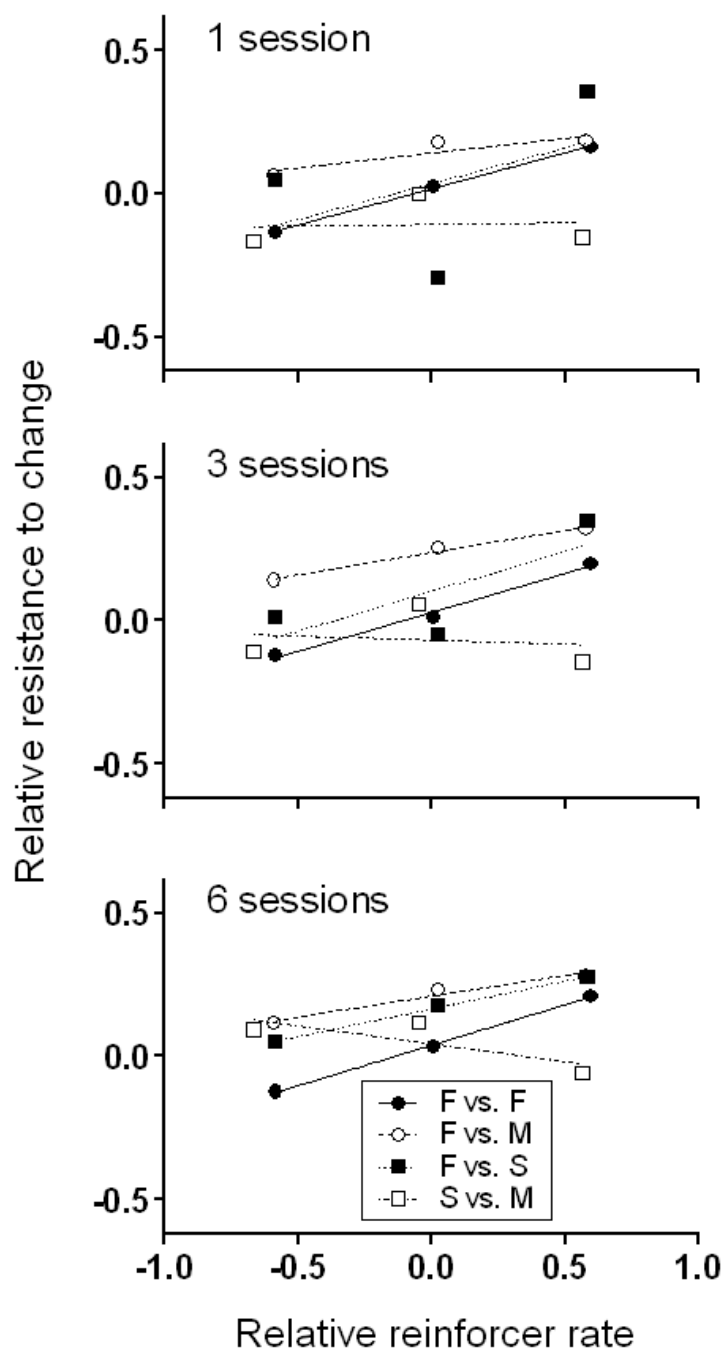 1 session
0.5
0.0
-0.5
3 sessions
0.5
0.0
-0.5
6 sessions
0.5
0.0
-0.5
F vs. F
F vs. M
F vs. S
S vs. M
-1.0 -0.5 0.0 0.5 1.0
Relative reinforcer rate
Relative resistance to change